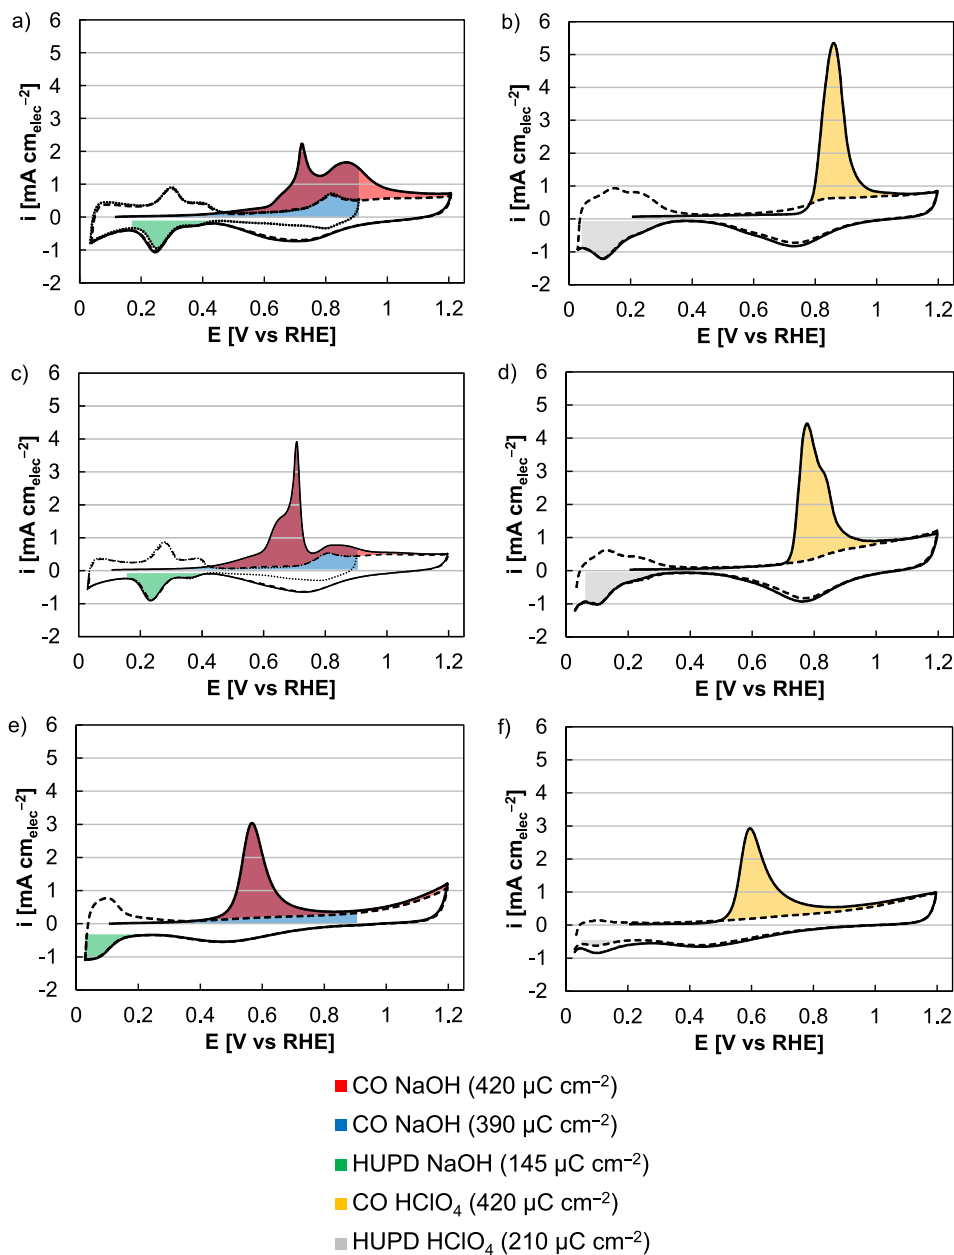 a)
6
5
4
3
2
1
0
-1
-2
i [mA cm_elec⁻²]
0 0.2 0.4 0.6 0.8 1 1.2
E [V vs RHE]
b)
6
5
4
3
2
1
0
-1
-2
i [mA cm_elec⁻²]
0 0.2 0.4 0.6 0.8 1 1.2
E [V vs RHE]
c)
6
5
4
3
2
1
0
-1
-2
i [mA cm_elec⁻²]
0 0.2 0.4 0.6 0.8 1 1.2
E [V vs RHE]
d)
6
5
4
3
2
1
0
-1
-2
i [mA cm_elec⁻²]
0 0.2 0.4 0.6 0.8 1 1.2
E [V vs RHE]
e)
6
5
4
3
2
1
0
-1
-2
i [mA cm_elec⁻²]
0 0.2 0.4 0.6 0.8 1 1.2
E [V vs RHE]
f)
6
5
4
3
2
1
0
-1
-2
i [mA cm_elec⁻²]
0 0.2 0.4 0.6 0.8 1 1.2
E [V vs RHE]
CO NaOH (420 µC cm⁻²)
CO NaOH (390 µC cm⁻²)
HUPD NaOH (145 µC cm⁻²)
CO HClO₄ (420 µC cm⁻²)
HUPD HClO₄ (210 µC cm⁻²)